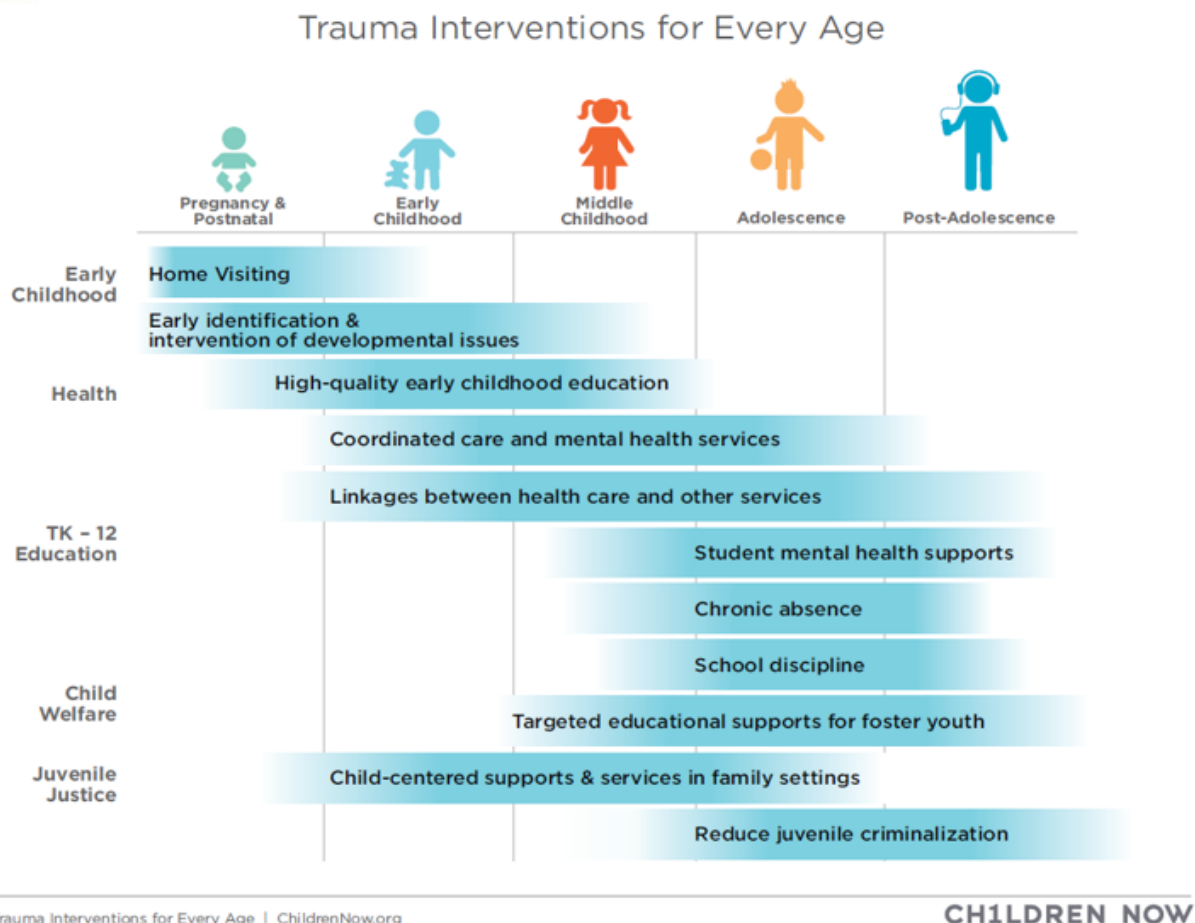 Trauma Interventions for Every Age
Pregnancy &
Postnatal
Early
Childhood
Middle
Childhood
Adolescence
Post-Adolescence
Early
Childhood
Home Visiting
Early identification &
intervention of developmental issues
High-quality early childhood education
Health
Coordinated care and mental health services
Linkages between health care and other services
TK – 12
Education
Student mental health supports
Chronic absence
School discipline
Child
Welfare
Targeted educational supports for foster youth
Juvenile
Justice
Child-centered supports & services in family settings
Reduce juvenile criminalization
rauma Interventions for Every Age | ChildrenNow.org
CH1LDREN NOW